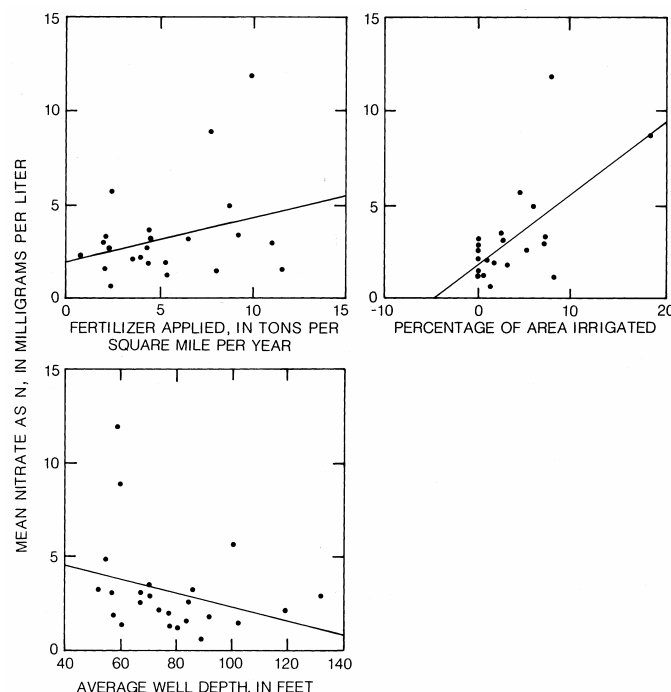 MEAN NITRATE AS N, IN MILLIGRAMS PER LITER
15
10
5
0
0 5 10 15
FERTILIZER APPLIED, IN TONS PER
SQUARE MILE PER YEAR
15
10
5
0
-10 0 10 20
PERCENTAGE OF AREA IRRIGATED
15
10
5
0
40 60 80 100 120 140
AVERAGE WELL DEPTH, IN FEET